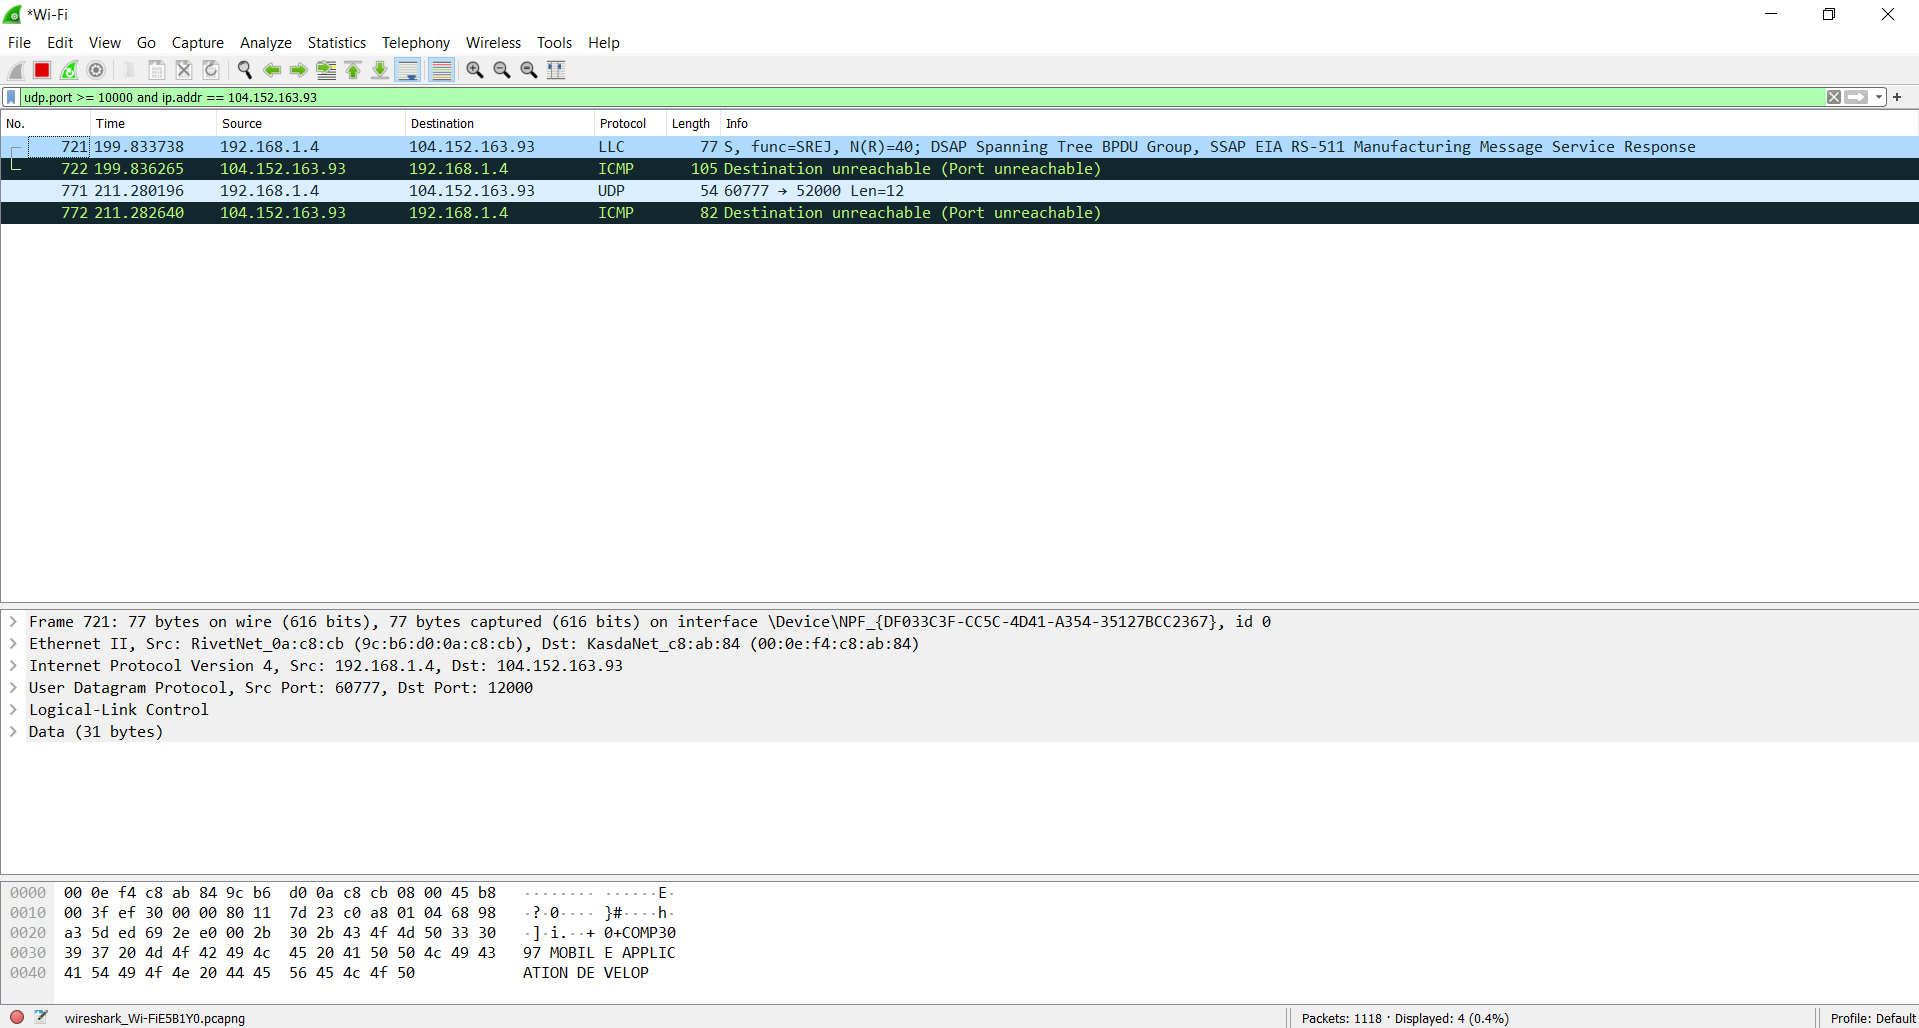 *Wi-Fi
File Edit View Go Capture Analyze Statistics Telephony Wireless Tools Help
udp.port >= 10000 and ip.addr == 104.152.163.93
No. Time Source Destination Protocol Length Info
721 199.833738 192.168.1.4 104.152.163.93 LLC 77 S, func=SREJ, N(R)=40; DSAP Spanning Tree BPDU Group, SSAP EIA RS-511 Manufacturing Message Service Response
722 199.836265 104.152.163.93 192.168.1.4 ICMP 105 Destination unreachable (Port unreachable)
771 211.280196 192.168.1.4 104.152.163.93 UDP 54 60777 → 52000 Len=12
772 211.282640 104.152.163.93 192.168.1.4 ICMP 82 Destination unreachable (Port unreachable)
Frame 721: 77 bytes on wire (616 bits), 77 bytes captured (616 bits) on interface \Device\NPF_{DF033C3F-CC5C-4D41-A354-35127BCC2367}, id 0
Ethernet II, Src: RivetNet_0a:c8:cb (9c:b6:d0:0a:c8:cb), Dst: KasdaNet_c8:ab:84 (00:0e:f4:c8:ab:84)
Internet Protocol Version 4, Src: 192.168.1.4, Dst: 104.152.163.93
User Datagram Protocol, Src Port: 60777, Dst Port: 12000
Logical-Link Control
Data (31 bytes)
0000 00 0e f4 c8 ab 84 9c b6 d0 0a c8 cb 08 00 45 b8 ········ ······E·
0010 00 3f ef 30 00 00 80 11 7d 23 c0 a8 01 04 68 98 ·?·0···· }#····h·
0020 a3 5d ed 69 2e e0 00 2b 30 2b 43 4f 4d 50 33 30 ·]·i.··+ 0+COMP30
0030 39 37 20 4d 4f 42 49 4c 45 20 41 50 50 4c 49 43 97 MOBIL E APPLIC
0040 41 54 49 4f 4e 20 44 45 56 45 4c 4f 50 ATION DE VELOP
wireshark_Wi-FiE5B1Y0.pcapng Packets: 1118 · Displayed: 4 (0.4%) Profile: Default